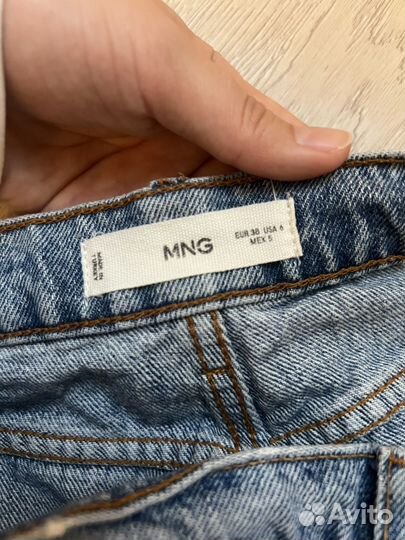 MADE IN
TURKEY
MNG
EUR 38 USA 6
MEX 5
Avito